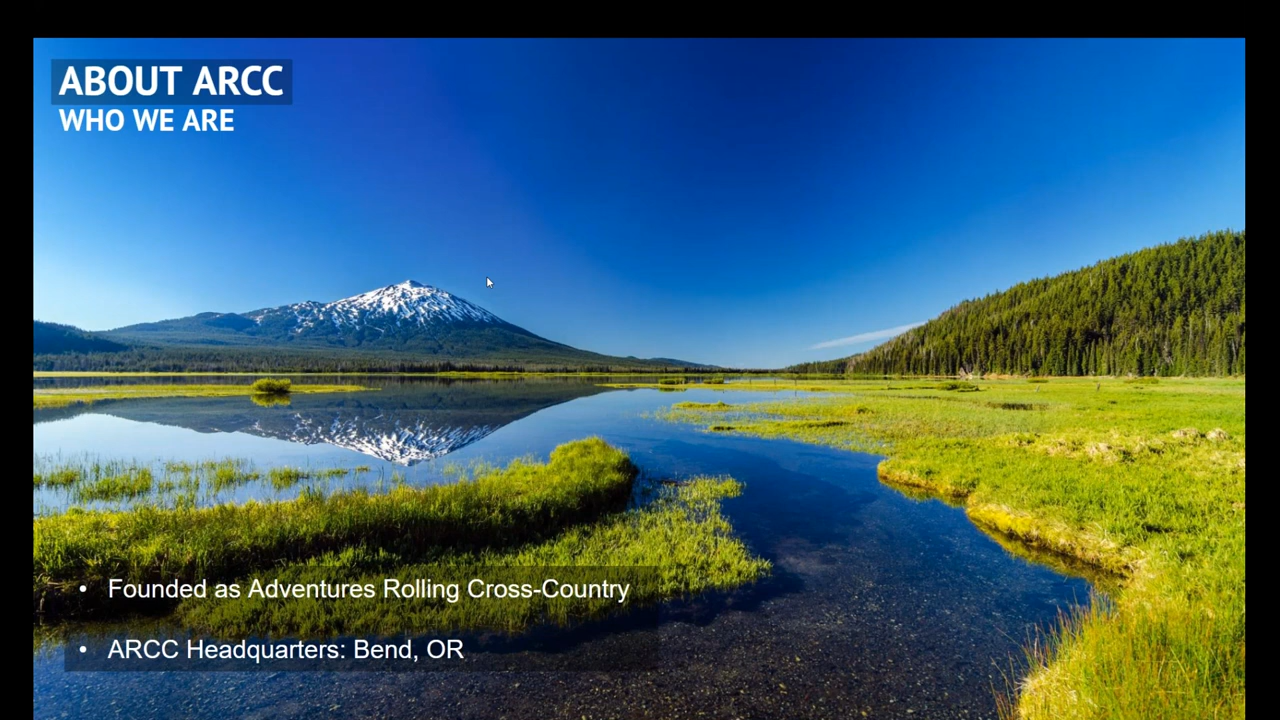 ABOUT ARCC
WHO WE ARE
• Founded as Adventures Rolling Cross-Country
• ARCC Headquarters: Bend, OR